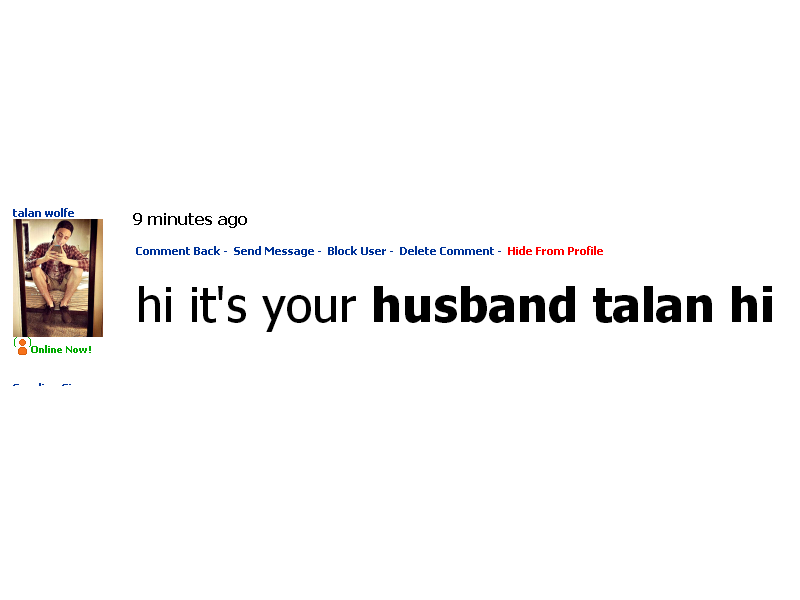 talan wolfe
9 minutes ago
Comment Back - Send Message - Block User - Delete Comment - Hide From Profile
hi it's your husband talan hi
Online Now!